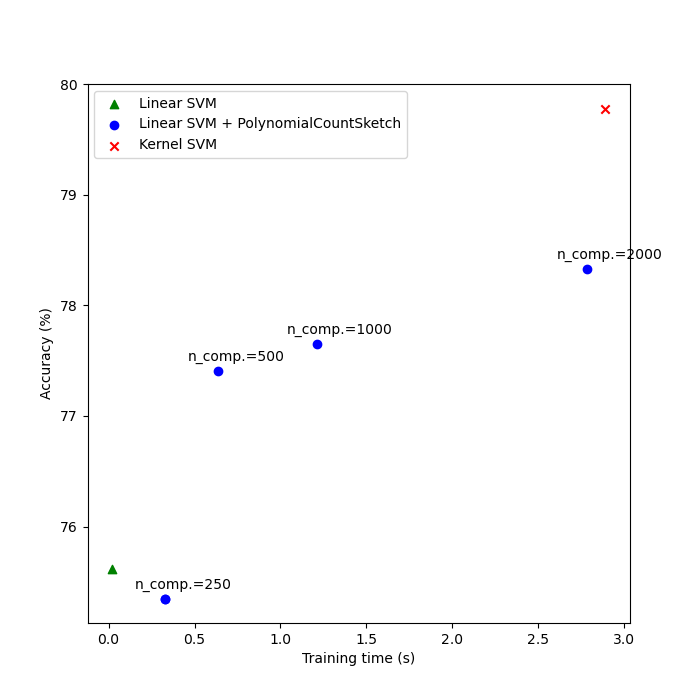 80
79
78
77
76
Accuracy (%)
Linear SVM
Linear SVM + PolynomialCountSketch
Kernel SVM
n_comp.=2000
n_comp.=1000
n_comp.=500
n_comp.=250
0.0 0.5 1.0 1.5 2.0 2.5 3.0
Training time (s)